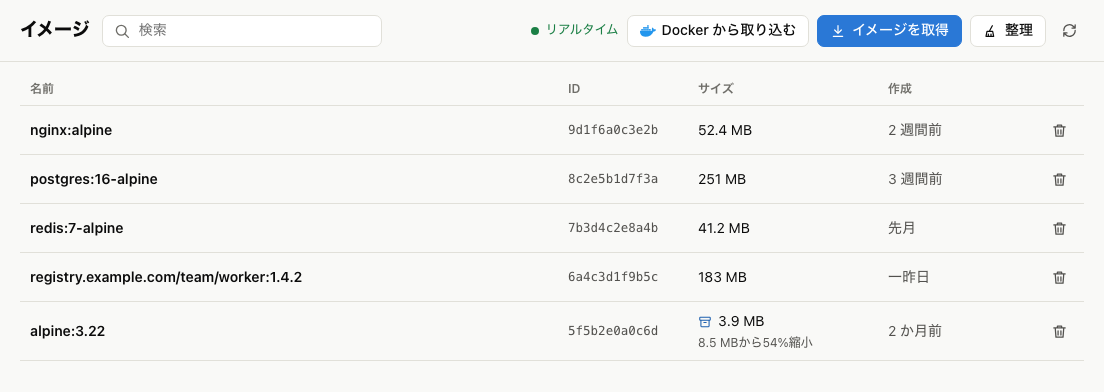 イメージ
検索
リアルタイム
Docker から取り込む
イメージを取得
整理
名前 ID サイズ 作成
nginx:alpine 9d1f6a0c3e2b 52.4 MB 2 週間前
postgres:16-alpine 8c2e5b1d7f3a 251 MB 3 週間前
redis:7-alpine 7b3d4c2e8a4b 41.2 MB 先月
registry.example.com/team/worker:1.4.2 6a4c3d1f9b5c 183 MB 一昨日
alpine:3.22 5f5b2e0a0c6d 3.9 MB 2 か月前
8.5 MBから54%縮小